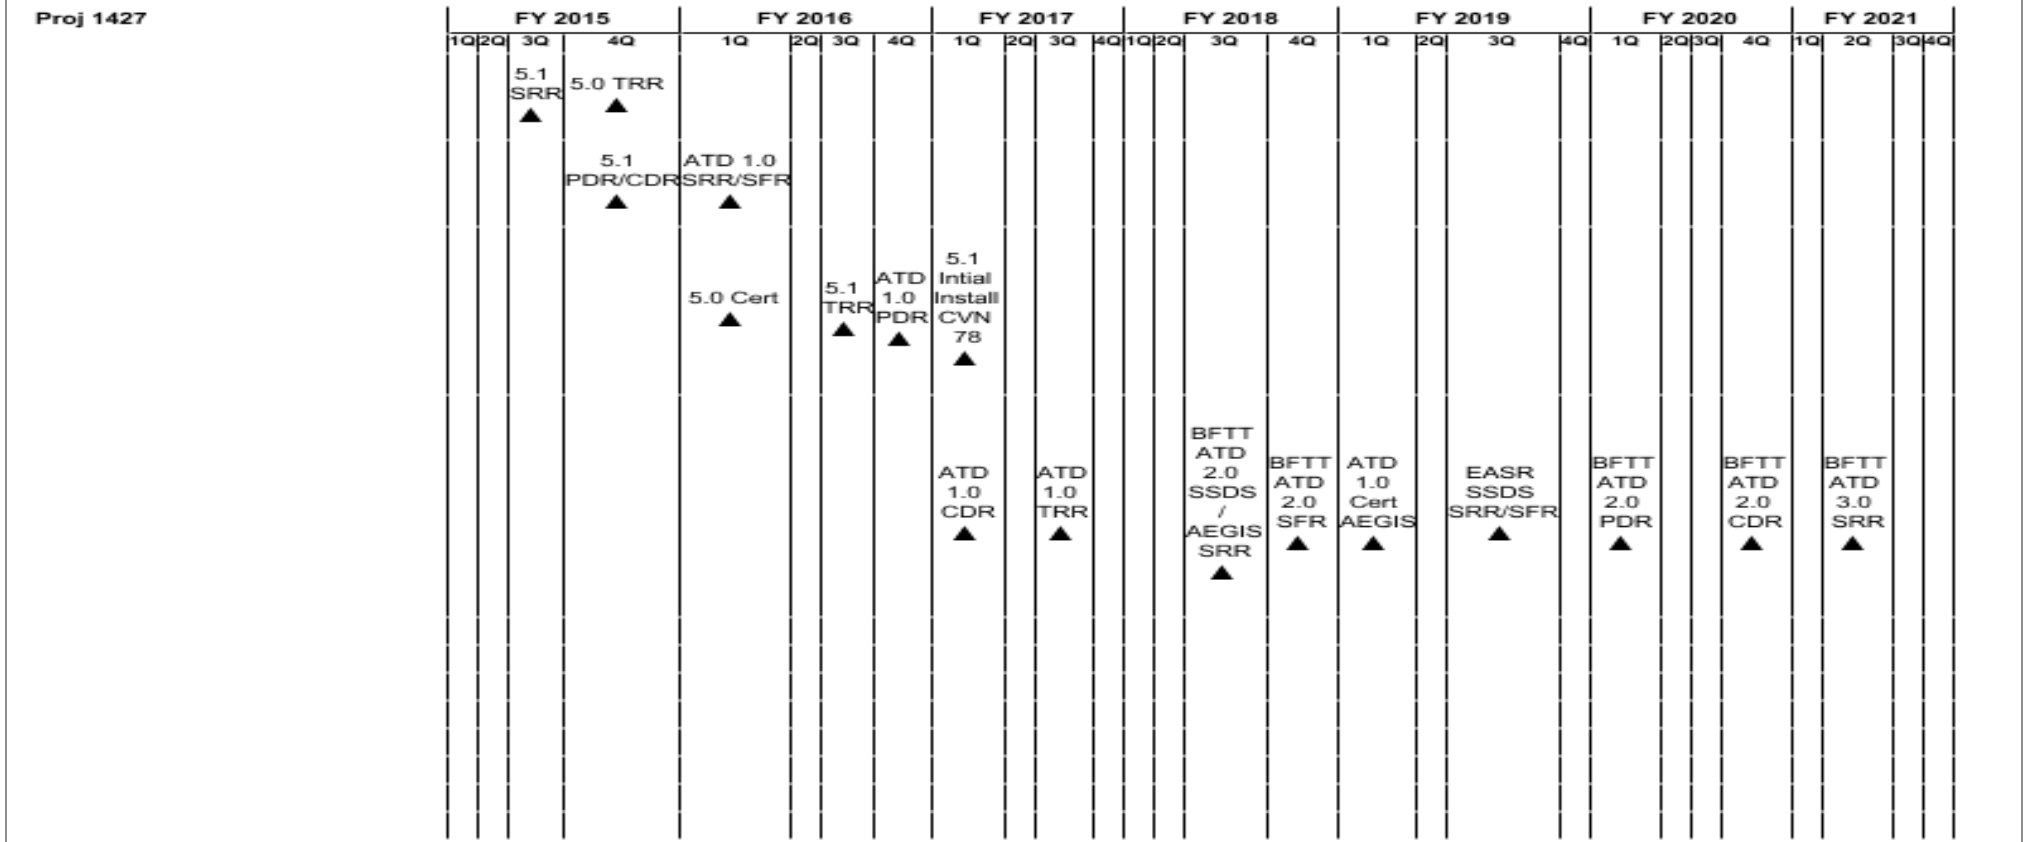 Proj 1427 FY 2015 FY 2016 FY 2017 FY 2018 FY 2019 FY 2020 FY 2021
1Q 2Q 3Q 4Q 1Q 2Q 3Q 4Q 1Q 2Q 3Q 4Q 1Q 2Q 3Q 4Q 1Q 2Q 3Q 4Q 1Q 2Q 3Q 4Q 1Q 2Q 3Q 4Q
5.1
SRR
5.0 TRR
5.1
PDR/CDR
ATD 1.0
SRR/SFR
5.0 Cert
5.1
TRR
ATD
1.0
PDR
5.1
Intial
Install
CVN
78
ATD
1.0
CDR
ATD
1.0
TRR
BFTT
ATD
2.0
SSDS
/
AEGIS
SRR
BFTT
ATD
2.0
SFR
ATD
1.0
Cert
AEGIS
EASR
SSDS
SRR/SFR
BFTT
ATD
2.0
PDR
BFTT
ATD
2.0
CDR
BFTT
ATD
3.0
SRR